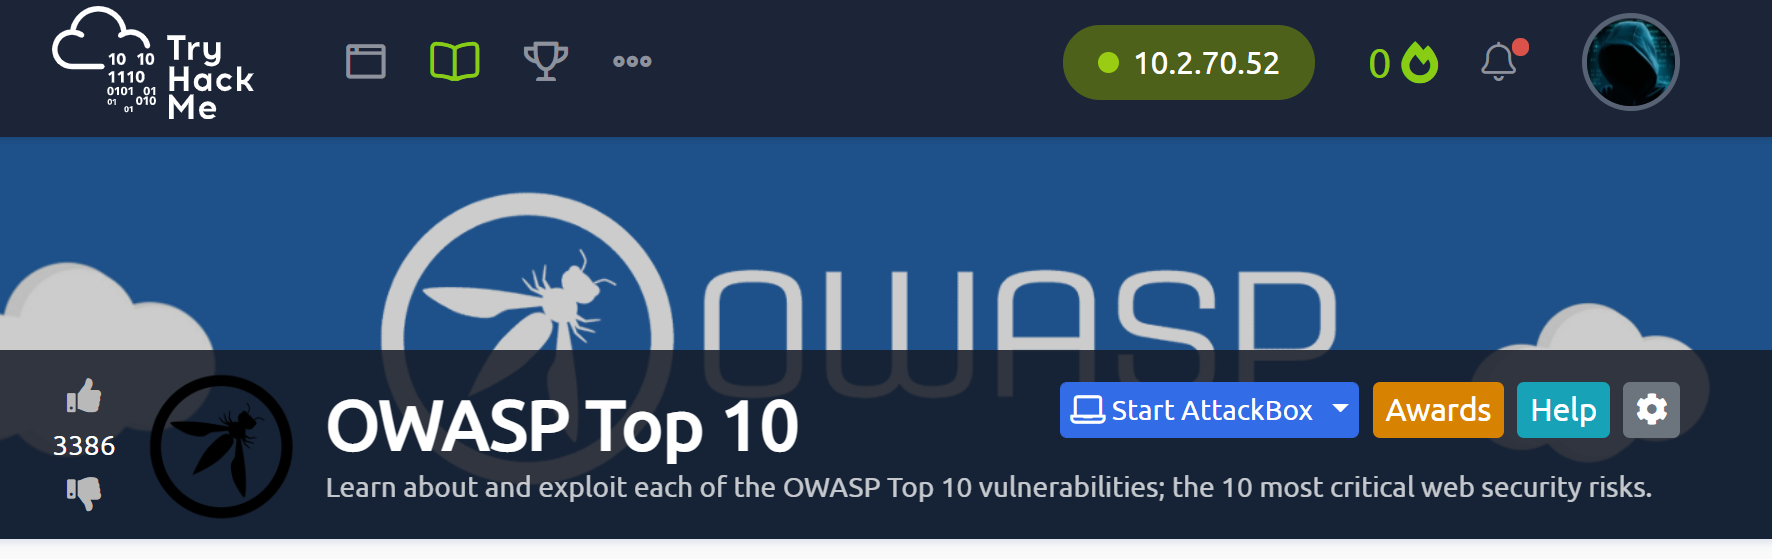 10 10
1110
0101 01
01 010
01
Try
Hack
Me
10.2.70.52
0
OWASP
3386
OWASP Top 10
Start AttackBox
Awards
Help
Learn about and exploit each of the OWASP Top 10 vulnerabilities; the 10 most critical web security risks.